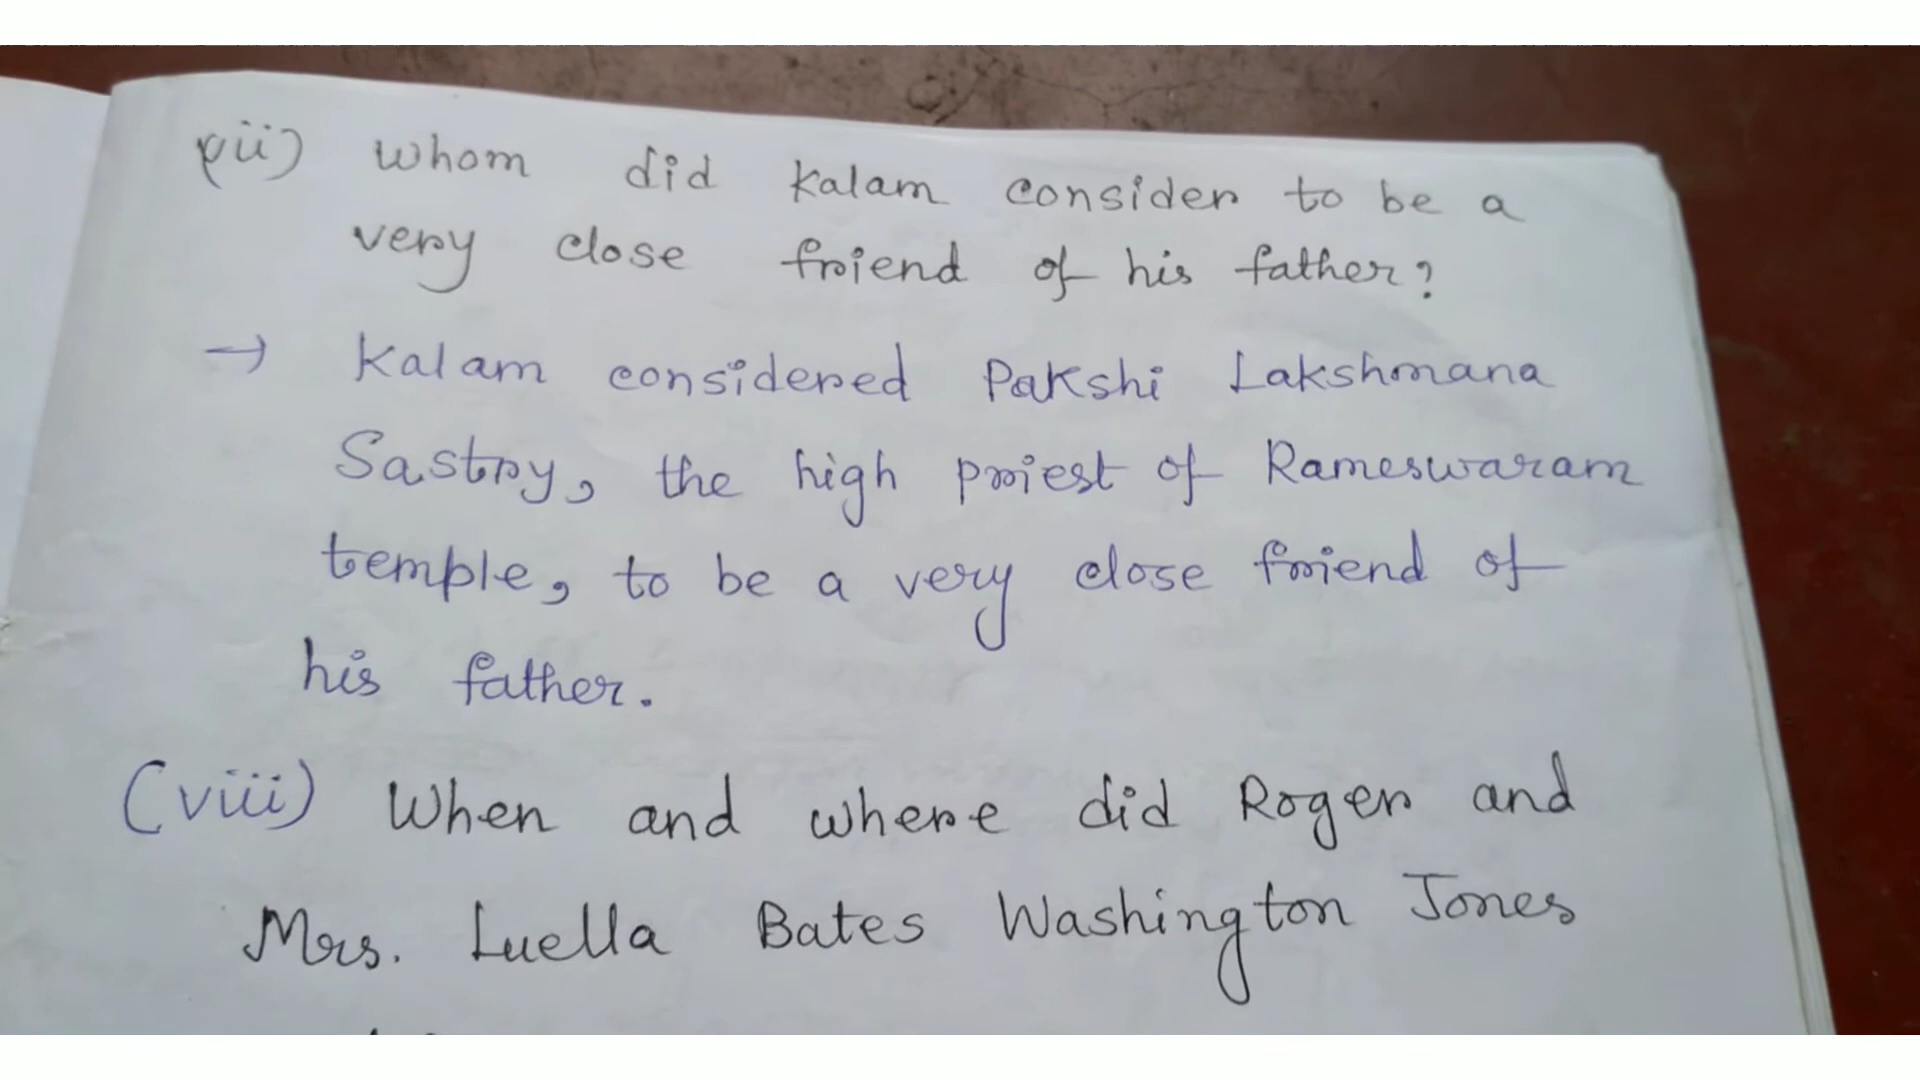 vii) Whom did Kalam consider to be a
very close friend of his father?
→ Kalam considered Pakshi Lakshmana
Sastry, the high priest of Rameswaram
temple, to be a very close friend of
his father.
(viii) When and where did Roger and
Mrs. Luella Bates Washington Jones